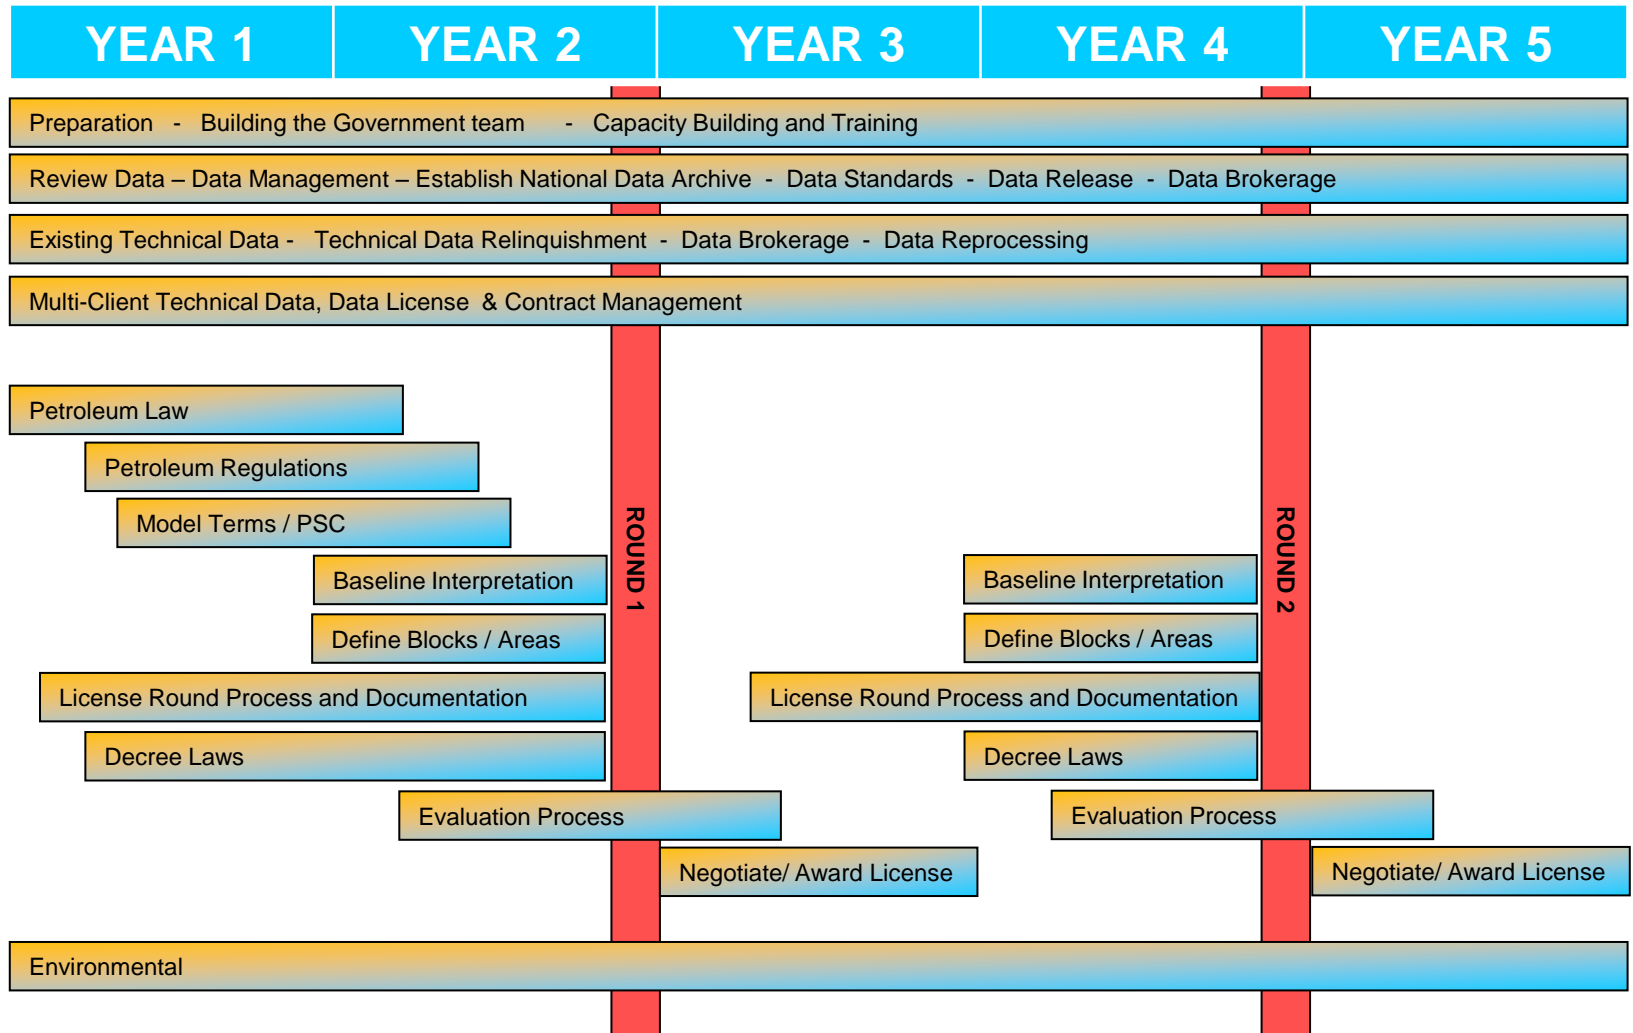 YEAR 1 YEAR 2 YEAR 3 YEAR 4 YEAR 5
Preparation - Building the Government team - Capacity Building and Training
Review Data – Data Management – Establish National Data Archive - Data Standards - Data Release - Data Brokerage
Existing Technical Data - Technical Data Relinquishment - Data Brokerage - Data Reprocessing
Multi-Client Technical Data, Data License & Contract Management
Petroleum Law
Petroleum Regulations
Model Terms / PSC
ROUND 1
ROUND 2
Baseline Interpretation Baseline Interpretation
Define Blocks / Areas Define Blocks / Areas
License Round Process and Documentation License Round Process and Documentation
Decree Laws Decree Laws
Evaluation Process Evaluation Process
Negotiate/ Award License Negotiate/ Award License
Environmental